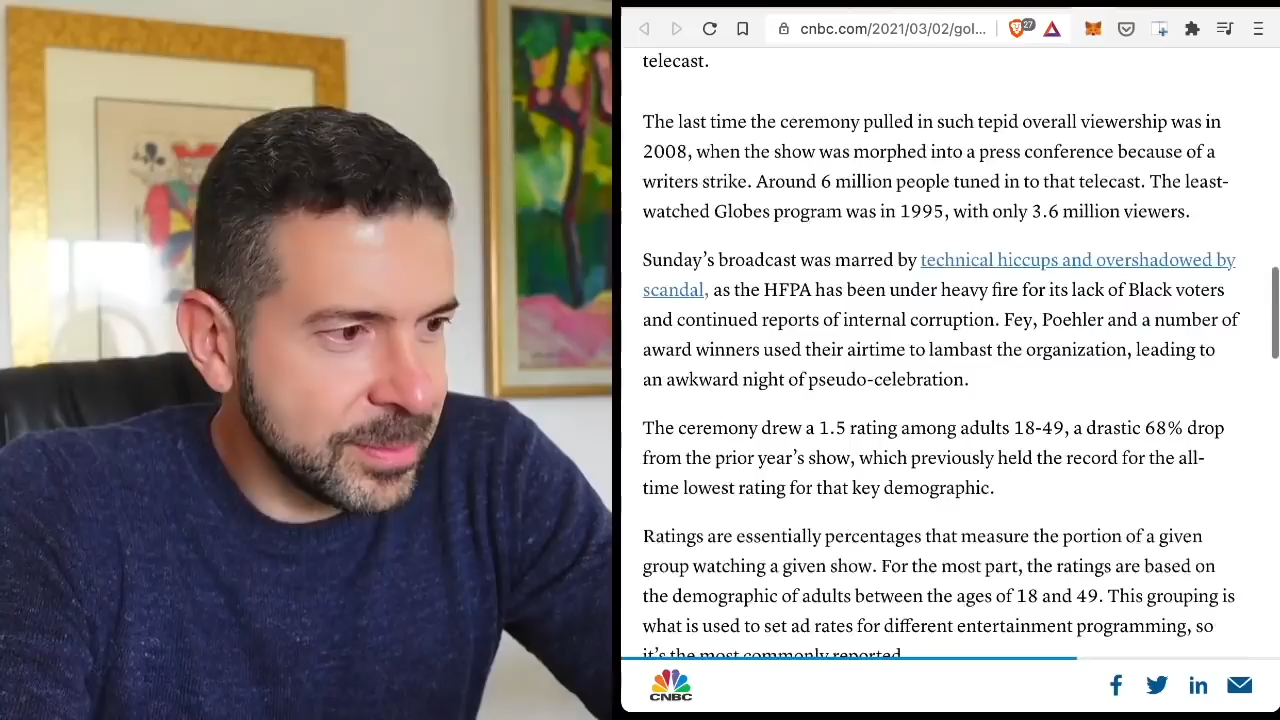 cnbc.com/2021/03/02/gol...
27
telecast.
The last time the ceremony pulled in such tepid overall viewership was in
2008, when the show was morphed into a press conference because of a
writers strike. Around 6 million people tuned in to that telecast. The least-
watched Globes program was in 1995, with only 3.6 million viewers.
Sunday’s broadcast was marred by technical hiccups and overshadowed by
scandal, as the HFPA has been under heavy fire for its lack of Black voters
and continued reports of internal corruption. Fey, Poehler and a number of
award winners used their airtime to lambast the organization, leading to
an awkward night of pseudo-celebration.
The ceremony drew a 1.5 rating among adults 18-49, a drastic 68% drop
from the prior year’s show, which previously held the record for the all-
time lowest rating for that key demographic.
Ratings are essentially percentages that measure the portion of a given
group watching a given show. For the most part, the ratings are based on
the demographic of adults between the ages of 18 and 49. This grouping is
what is used to set ad rates for different entertainment programming, so
it’s the most commonly reported.
CNBC